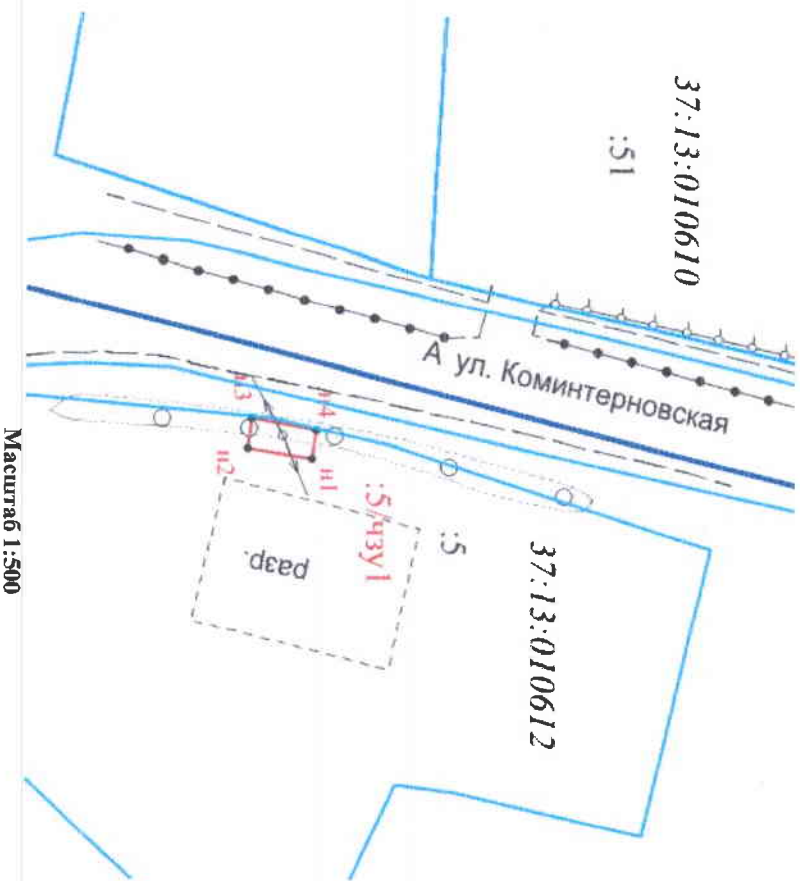 37:13:010610
:51
А ул. Коминтерновская
н3
н4
н2
н1
:5/чзу1
:5
разр.
37:13:010612
Масштаб 1:500